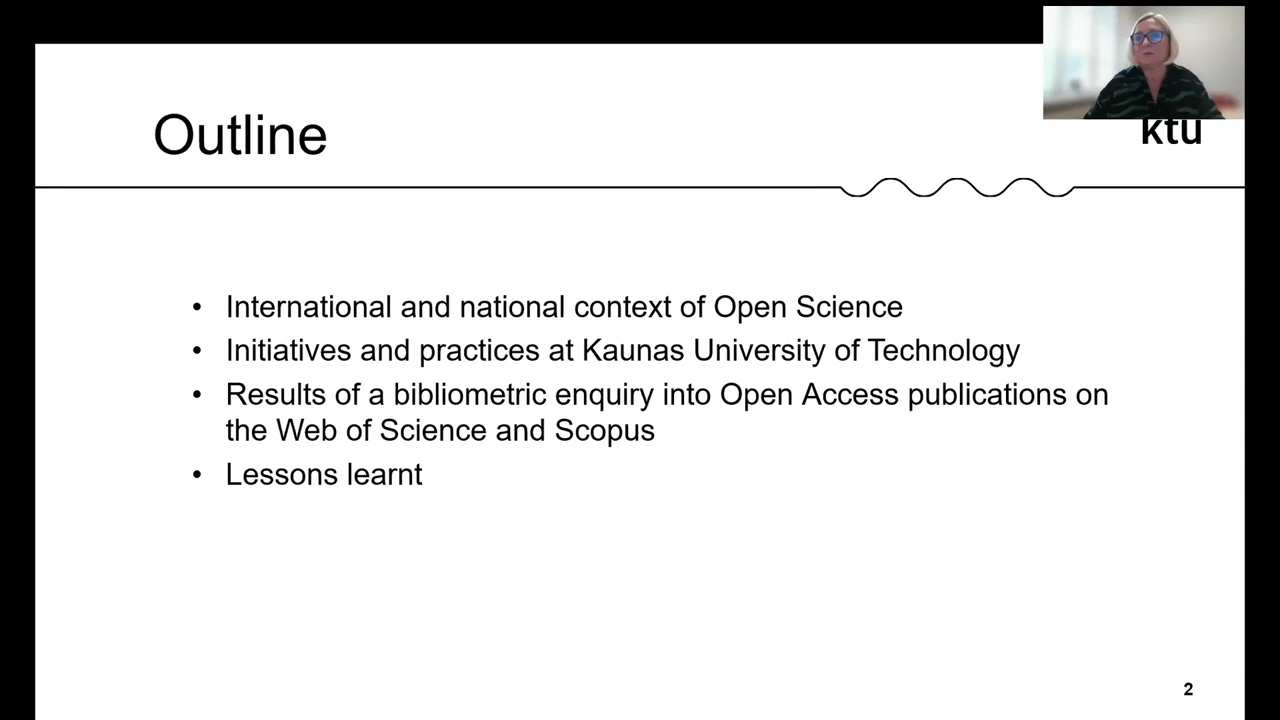 Outline
ktu
• International and national context of Open Science
• Initiatives and practices at Kaunas University of Technology
• Results of a bibliometric enquiry into Open Access publications on
the Web of Science and Scopus
• Lessons learnt
2